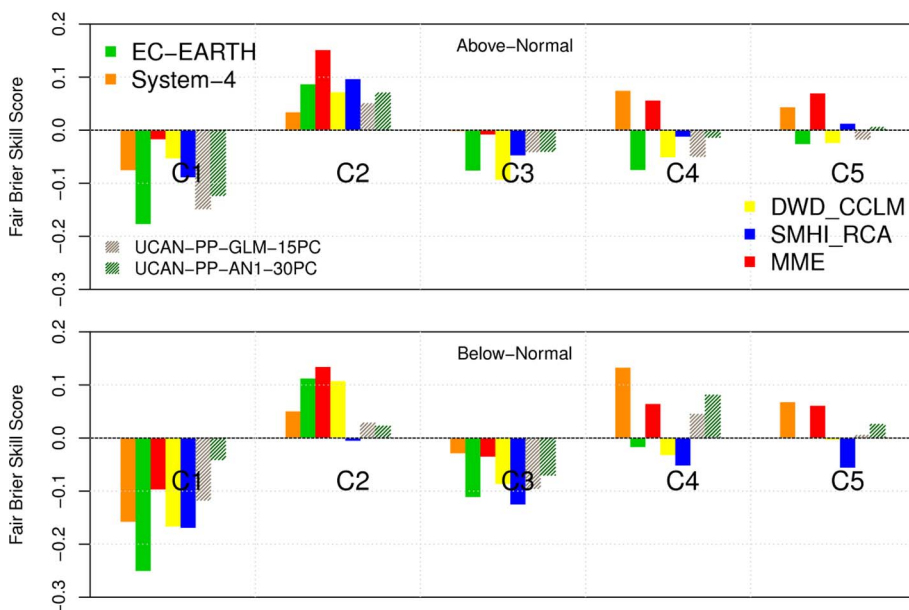 0.2
Above−Normal
EC−EARTH
System−4
0.1
0.0
−0.1
−0.2
−0.3
Fair Brier Skill Score
C1
C2
C3
C4
C5
DWD_CCLM
SMHI_RCA
MME
UCAN−PP−GLM−15PC
UCAN−PP−AN1−30PC
0.2
Below−Normal
0.1
0.0
−0.1
−0.2
−0.3
Fair Brier Skill Score
C1
C2
C3
C4
C5